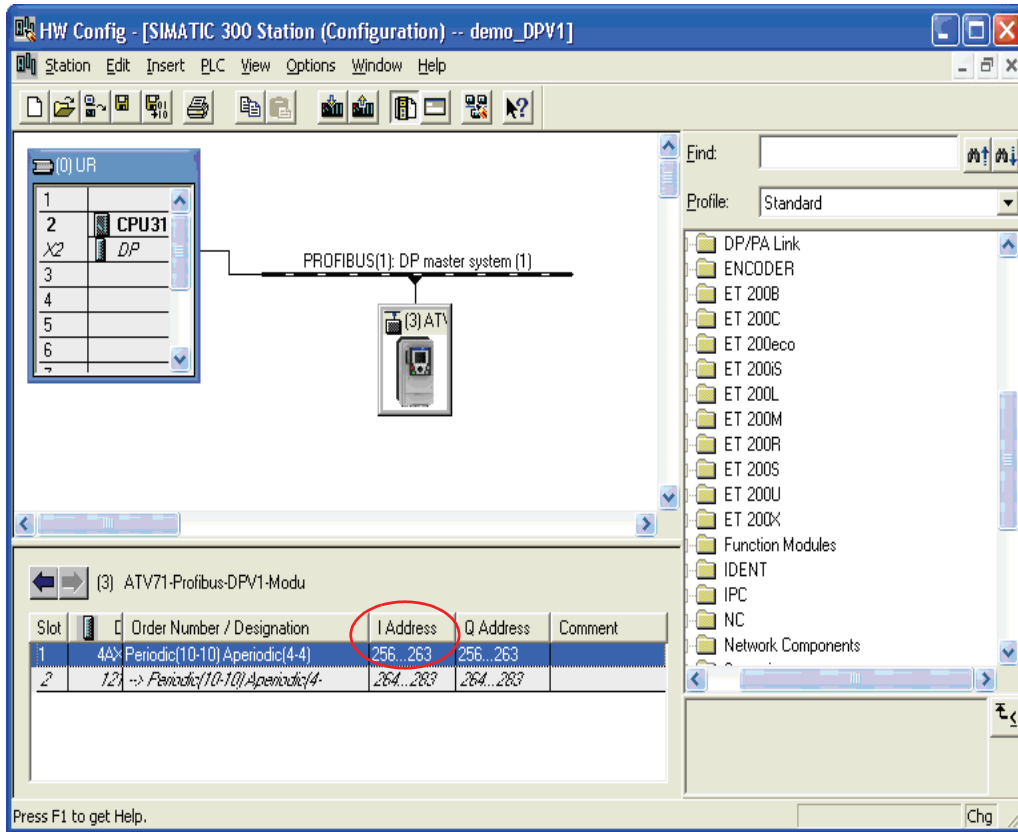 HW Config - [SIMATIC 300 Station (Configuration) -- demo_DPV1]
Station Edit Insert PLC View Options Window Help
(0) UR
1
2 CPU31
X2 DP
3
4
5
6
PROFIBUS(1): DP master system (1)
(3) ATV
Find:
Profile: Standard
DP/PA Link
ENCODER
ET 200B
ET 200C
ET 200eco
ET 200iS
ET 200L
ET 200M
ET 200R
ET 200S
ET 200U
ET 200X
Function Modules
IDENT
IPC
NC
Network Components
(3) ATV71-Profibus-DPV1-Modu
Slot D Order Number / Designation I Address Q Address Comment
1 4AX Periodic(10-10) Aperiodic(4-4) 256...263 256...263
2 12 --> Periodic(10-10) Aperiodic(4- 264...283 264...283
Press F1 to get Help.
Chg